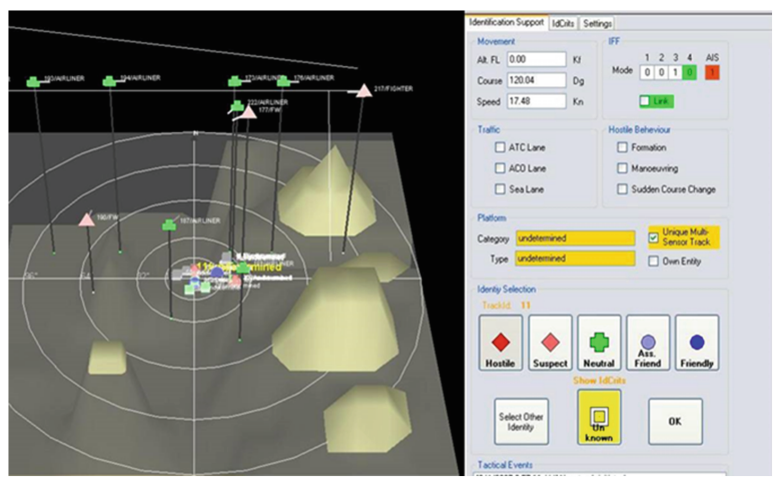 193/AIRLINER
194/AIRLINER
173/AIRLINER
176/AIRLINER
217/FIGHTER
222/AIRLINER
177/FW
190/FW
187/AIRLINER
N
Identification Support
IdCrits
Settings
Movement
Alt. FL 0.00 Kf
Course 120.04 Dg
Speed 17.48 Kn
IFF
1 2 3 4 AIS
Mode 0 0 1 0 1
Link
Traffic
ATC Lane
ACO Lane
Sea Lane
Hostile Behaviour
Formation
Manoeuvring
Sudden Course Change
Platform
Category undetermined
Type undetermined
Unique Multi-
Sensor Track
Own Entity
Identiy Selection
TrackId: 11
Hostile
Suspect
Neutral
Ass.
Friend
Friendly
Show IdCrits
Select Other
Identity
Un
known
OK
Tactical Events